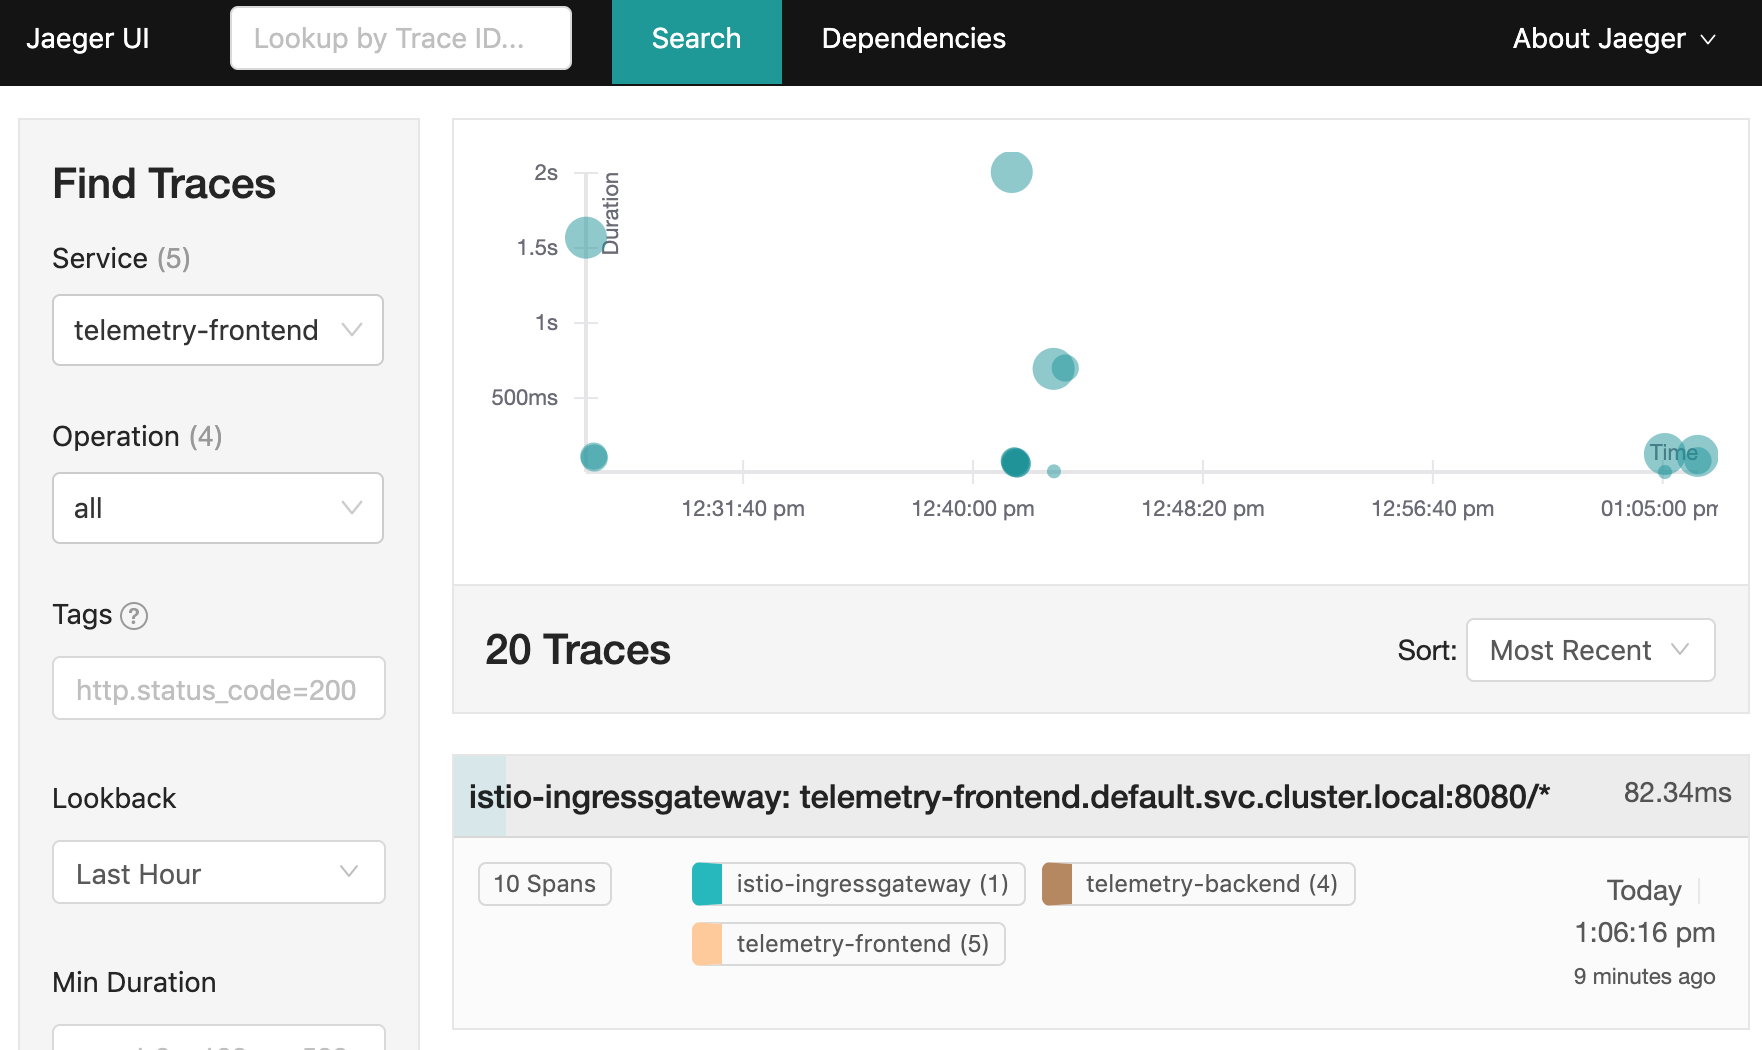 Jaeger UI
Lookup by Trace ID...
Search
Dependencies
About Jaeger
Find Traces
Service (5)
telemetry-frontend
Operation (4)
all
Tags ?
http.status_code=200
Lookback
Last Hour
Min Duration
2s
1.5s
1s
500ms
Duration
Time
12:31:40 pm
12:40:00 pm
12:48:20 pm
12:56:40 pm
01:05:00 pm
20 Traces
Sort: Most Recent
istio-ingressgateway: telemetry-frontend.default.svc.cluster.local:8080/*
82.34ms
10 Spans
istio-ingressgateway (1)
telemetry-backend (4)
telemetry-frontend (5)
Today
1:06:16 pm
9 minutes ago